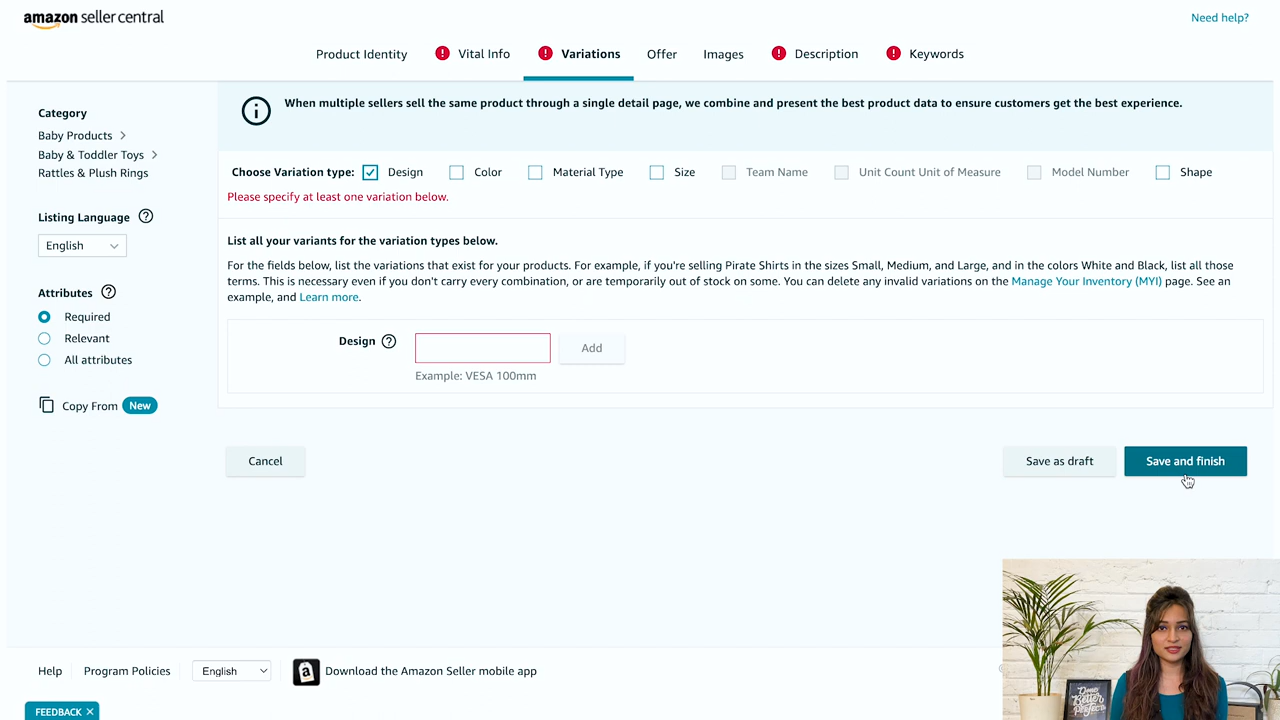 amazon seller central
Need help?
Product Identity
Vital Info
Variations
Offer
Images
Description
Keywords
Category
Baby Products
Baby & Toddler Toys
Rattles & Plush Rings
Listing Language
English
Attributes
Required
Relevant
All attributes
Copy From New
When multiple sellers sell the same product through a single detail page, we combine and present the best product data to ensure customers get the best experience.
Choose Variation type: Design Color Material Type Size Team Name Unit Count Unit of Measure Model Number Shape
Please specify at least one variation below.
List all your variants for the variation types below.
For the fields below, list the variations that exist for your products. For example, if you're selling Pirate Shirts in the sizes Small, Medium, and Large, and in the colors White and Black, list all those
terms. This is necessary even if you don't carry every combination, or are temporarily out of stock on some. You can delete any invalid variations on the Manage Your Inventory (MYI) page. See an
example, and Learn more.
Design
Add
Example: VESA 100mm
Cancel
Save as draft
Save and finish
Help
Program Policies
English
a
Download the Amazon Seller mobile app
FEEDBACK
Done
Better
Perfect